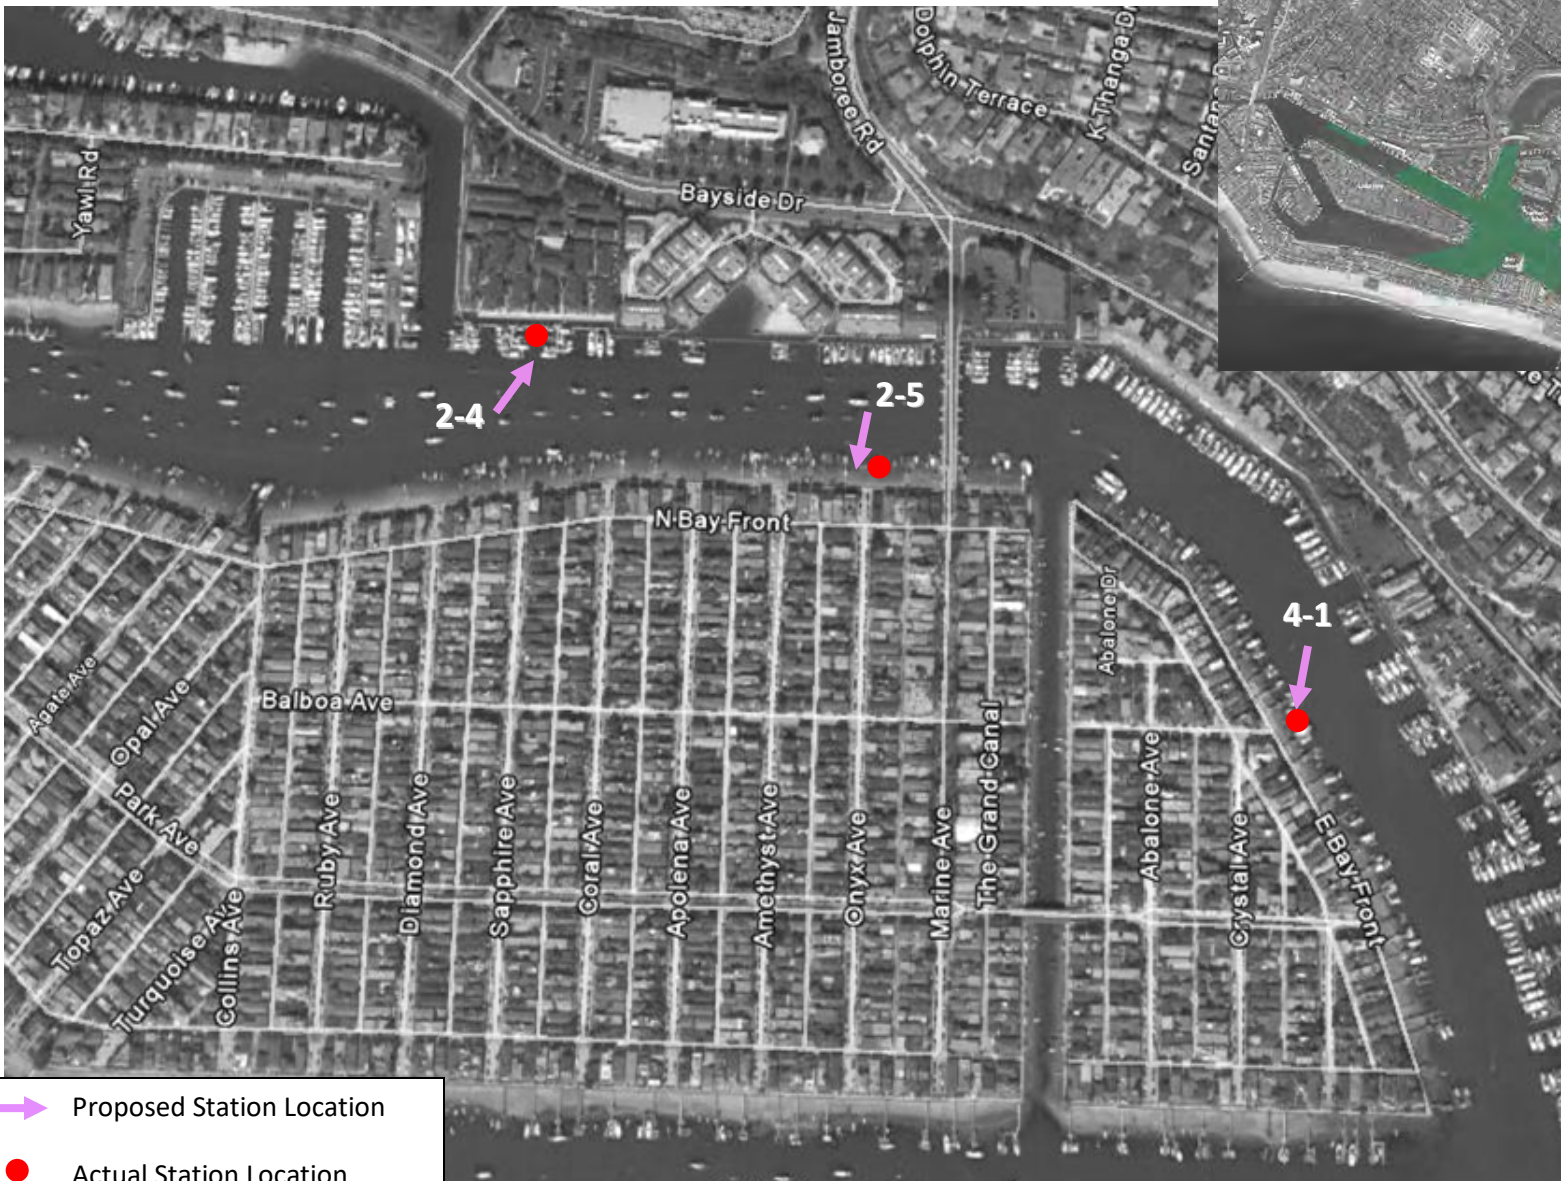 Jamboree Rd
Dolphin Terrace
K Thanga Dr
Yawl Rd
Bayside Dr
2-4
2-5
N Bay Front
4-1
Abalone Dr
Agate Ave
Opal Ave
Balboa Ave
Park Ave
Topaz Ave
Turquoise Ave
Collins Ave
Ruby Ave
Diamond Ave
Sapphire Ave
Coral Ave
Apolena Ave
Amethyst Ave
Onyx Ave
Marine Ave
The Grand Canal
Abalone Ave
Crystal Ave
E Bay Front
Proposed Station Location
Actual Station Location